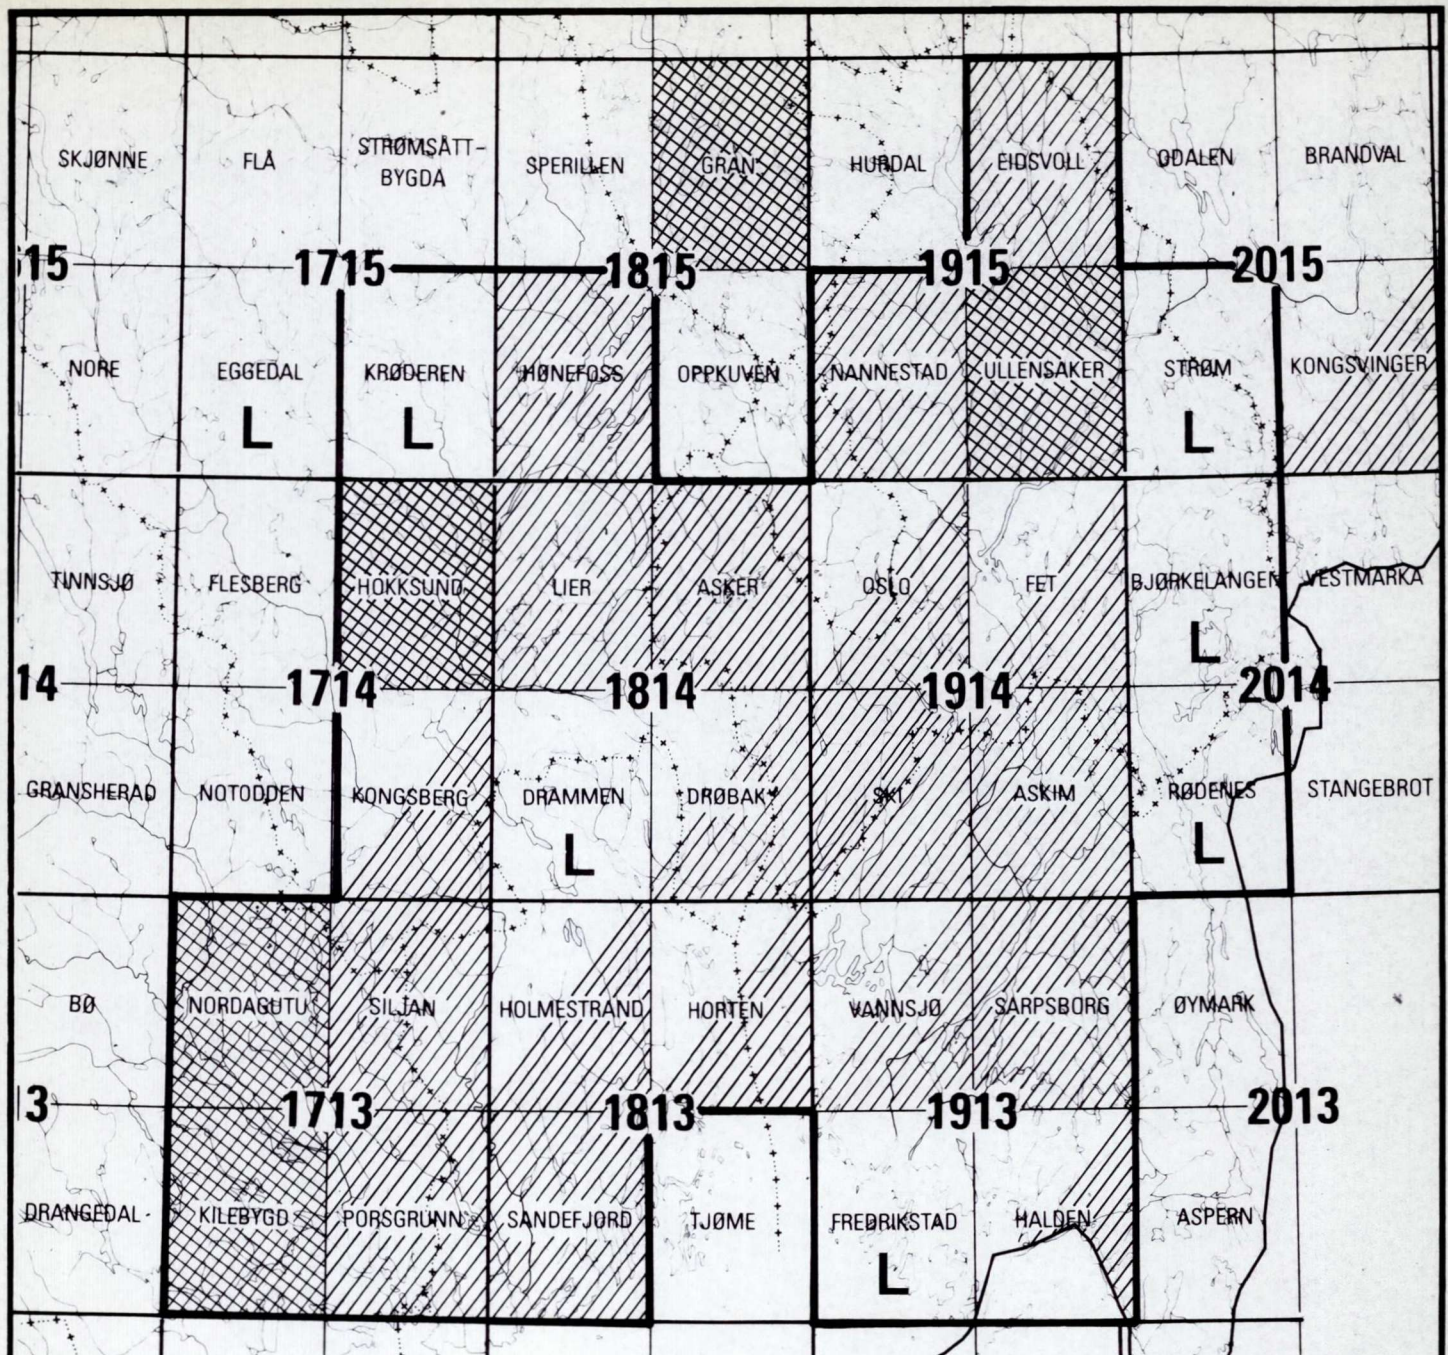 SKJØNNE FLÅ STRØMSÅTT- SPERILLEN GRAN HURDAL EIDSVOLL ODALEN BRANDVAL
BYGDA
15 1715 1815 1915 2015
NORE EGGEDAL KRØDEREN HØNEFOSS OPPKUVEN NANNESTAD ULLENSAKER STRØM KONGSVINGER
L L L
TINNSJØ FLESBERG HOKKSUND LIER ASKER OSLO FET BJØRKELANGEN VESTMARKA
L
14 1714 1814 1914 2014
GRANSHERAD NOTODDEN KONGSBERG DRAMMEN DRØBAK SKI ASKIM RØDENES STANGEBROT
L L
BØ NORDAGUTU SILJAN HOLMESTRAND HORTEN VANNSJØ SARPSBORG ØYMARK
3 1713 1813 1913 2013
DRANGEDAL KILEBYGD PORSGRUNN SANDEFJORD TJØME FREDRIKSTAD HALDEN ASPERN
L